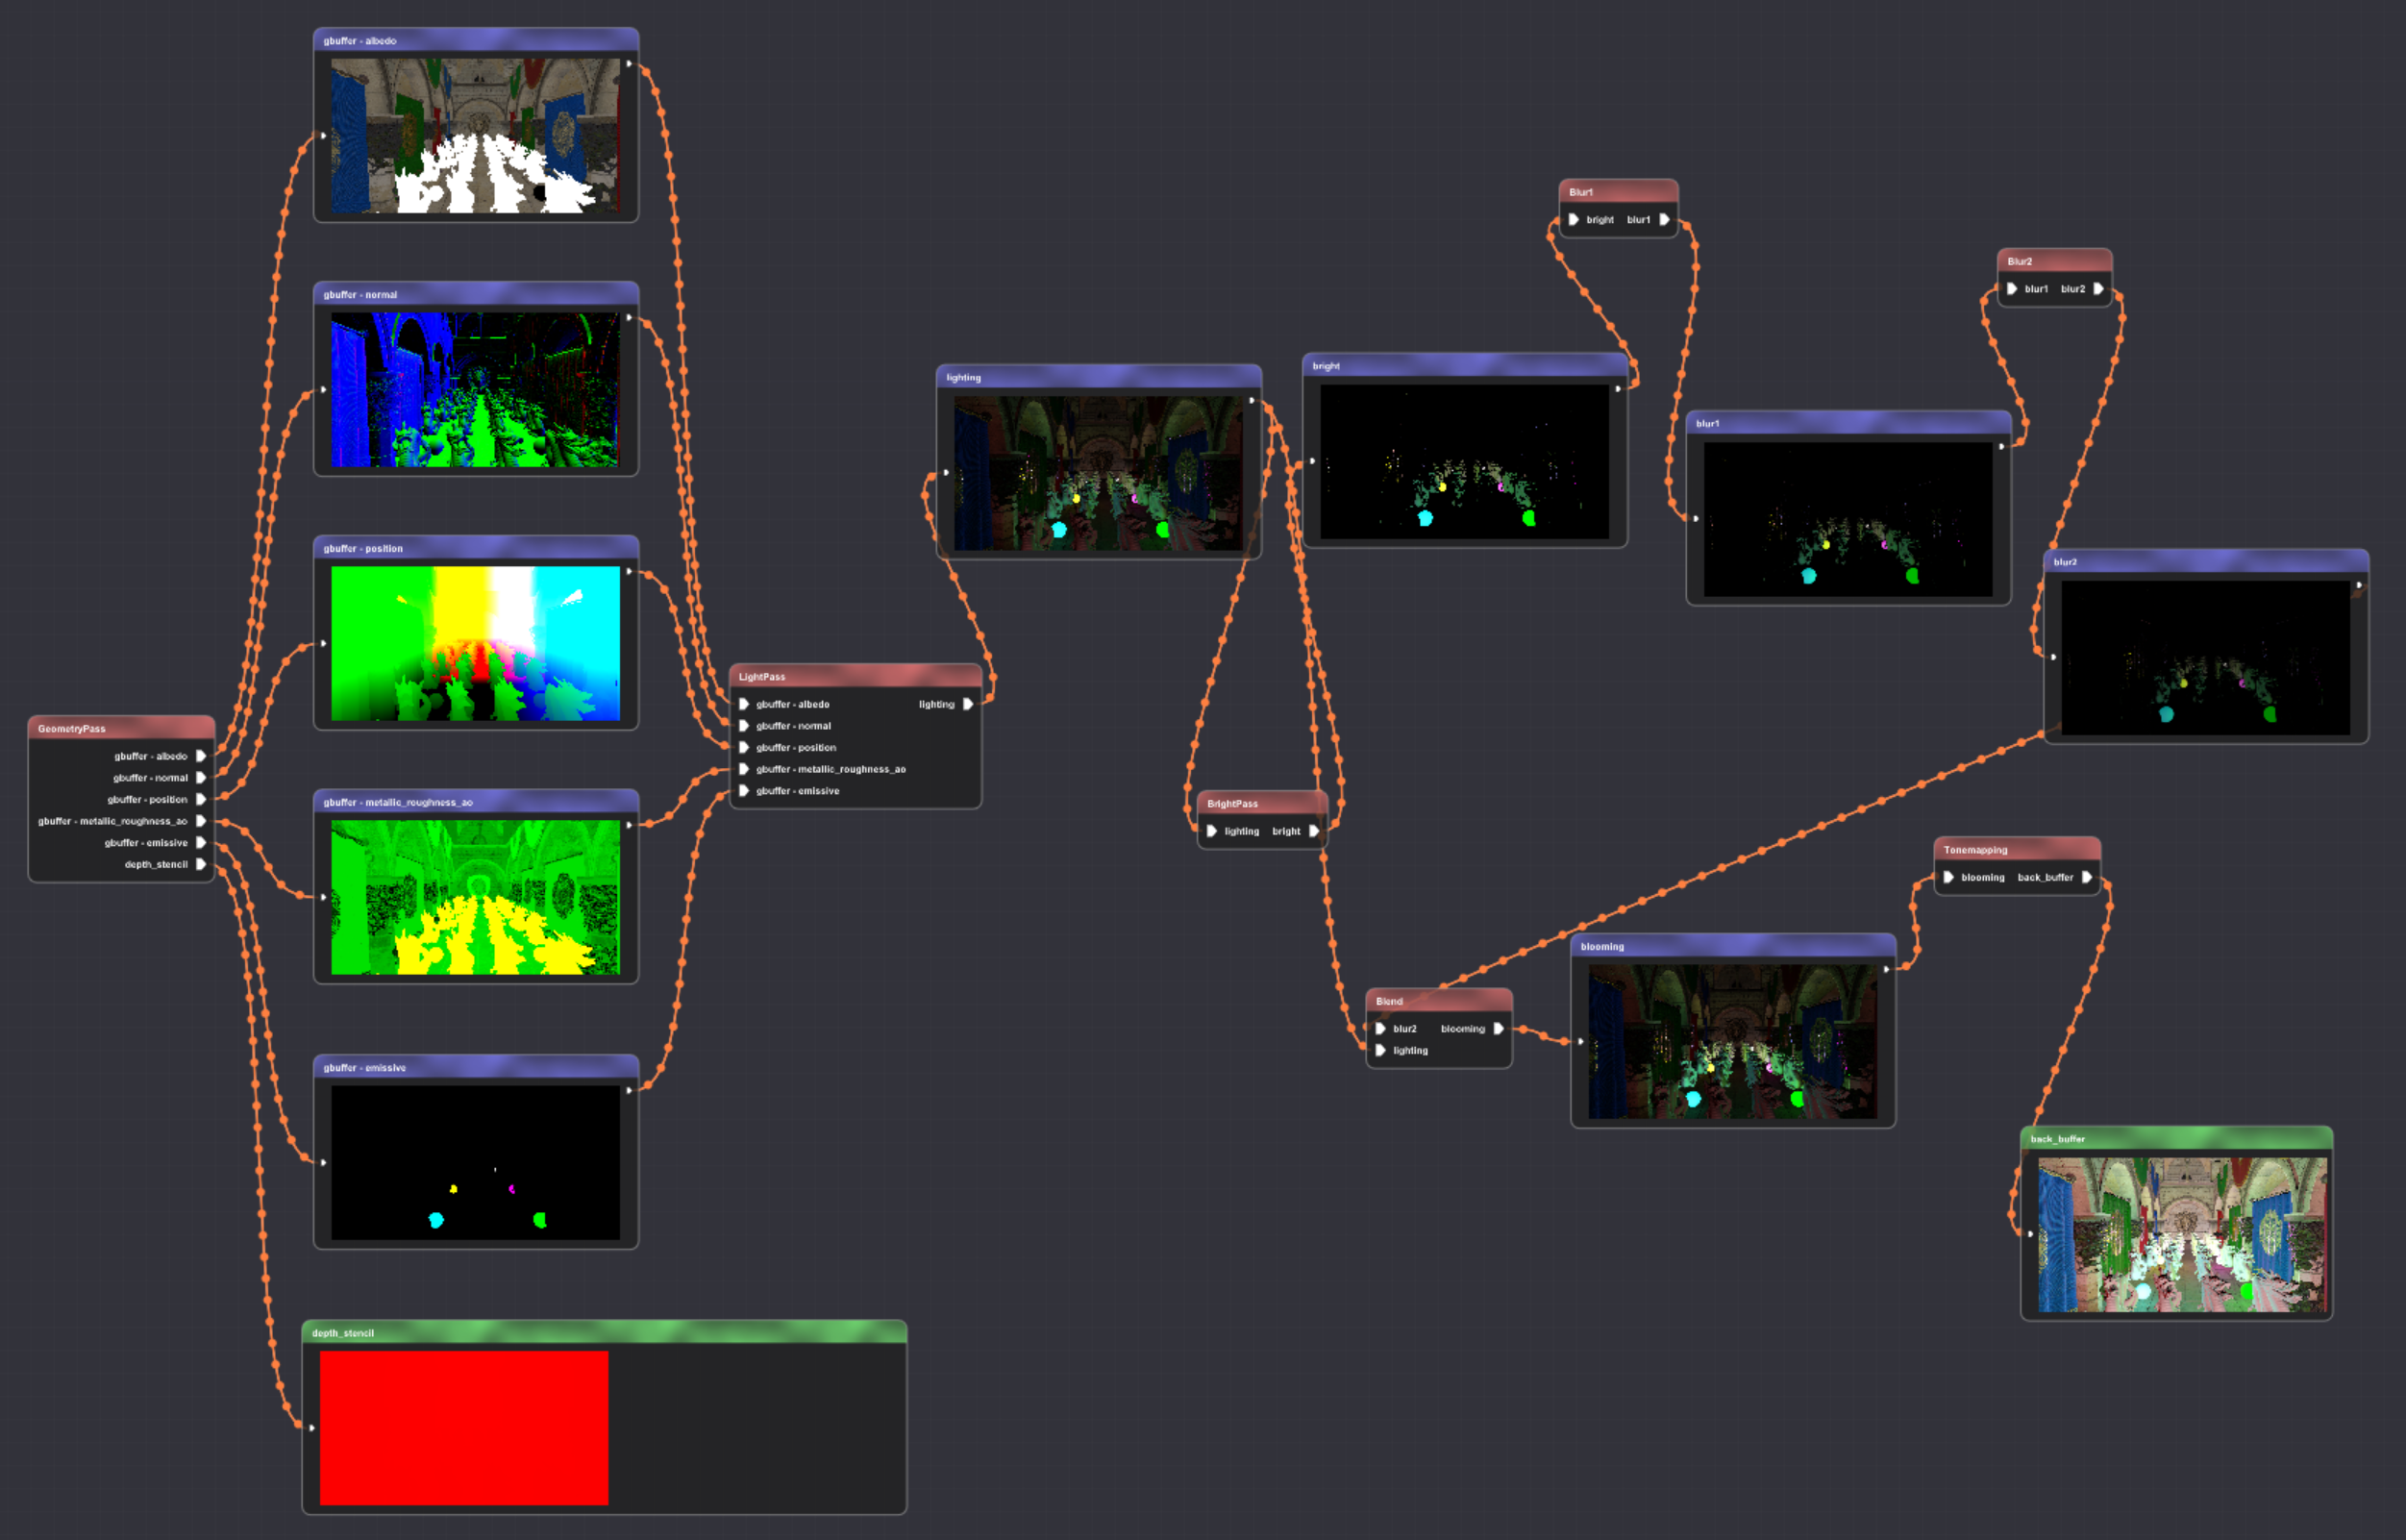 GeometryPass
gbuffer - albedo
gbuffer - normal
gbuffer - position
gbuffer - metallic_roughness_ao
gbuffer - emissive
depth_stencil
gbuffer - albedo
gbuffer - normal
gbuffer - position
gbuffer - metallic_roughness_ao
gbuffer - emissive
depth_stencil
LightPass
gbuffer - albedo lighting
gbuffer - normal
gbuffer - position
gbuffer - metallic_roughness_ao
gbuffer - emissive
lighting
BrightPass
lighting bright
bright
Blur1
bright blur1
blur1
Blur2
blur1 blur2
blur2
Blend
blur2 blooming
lighting
blooming
Tonemapping
blooming back_buffer
back_buffer